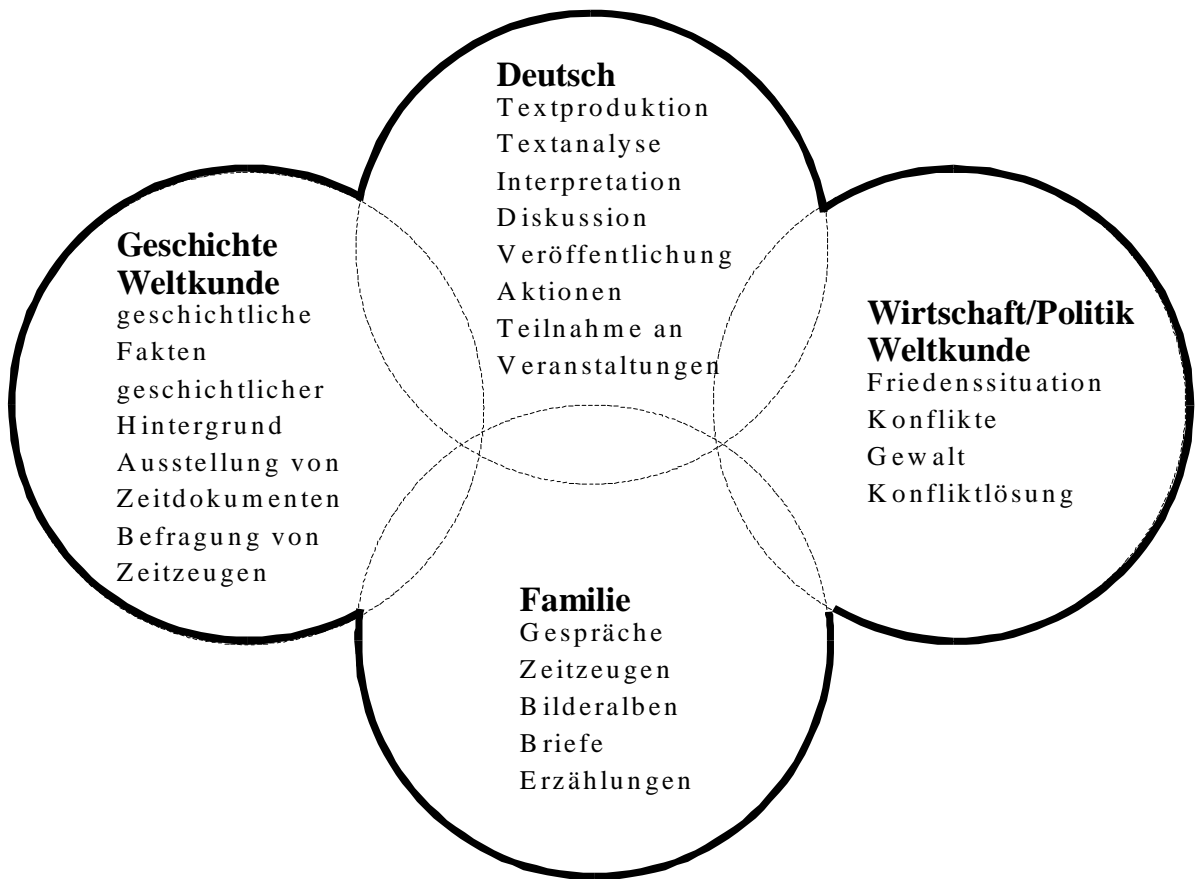 Deutsch
Textproduktion
Textanalyse
Interpretation
Diskussion
Veröffentlichung
Aktionen
Teilnahme an
Veranstaltungen
Geschichte
Weltkunde
geschichtliche
Fakten
geschichtlicher
Hintergrund
Ausstellung von
Zeitdokumenten
Befragung von
Zeitzeugen
Wirtschaft/Politik
Weltkunde
Friedenssituation
Konflikte
Gewalt
Konfliktlösung
Familie
Gespräche
Zeitzeugen
Bilderalben
Briefe
Erzählungen